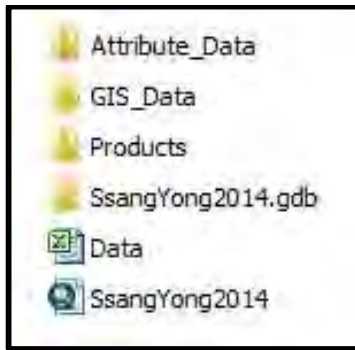 Attribute_Data
GIS_Data
Products
SsangYong2014.gdb
Data
SsangYong2014